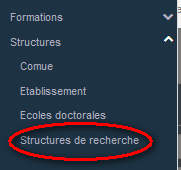 Formations
Structures
Comue
Etablissement
Ecoles doctorales
Structures de recherche